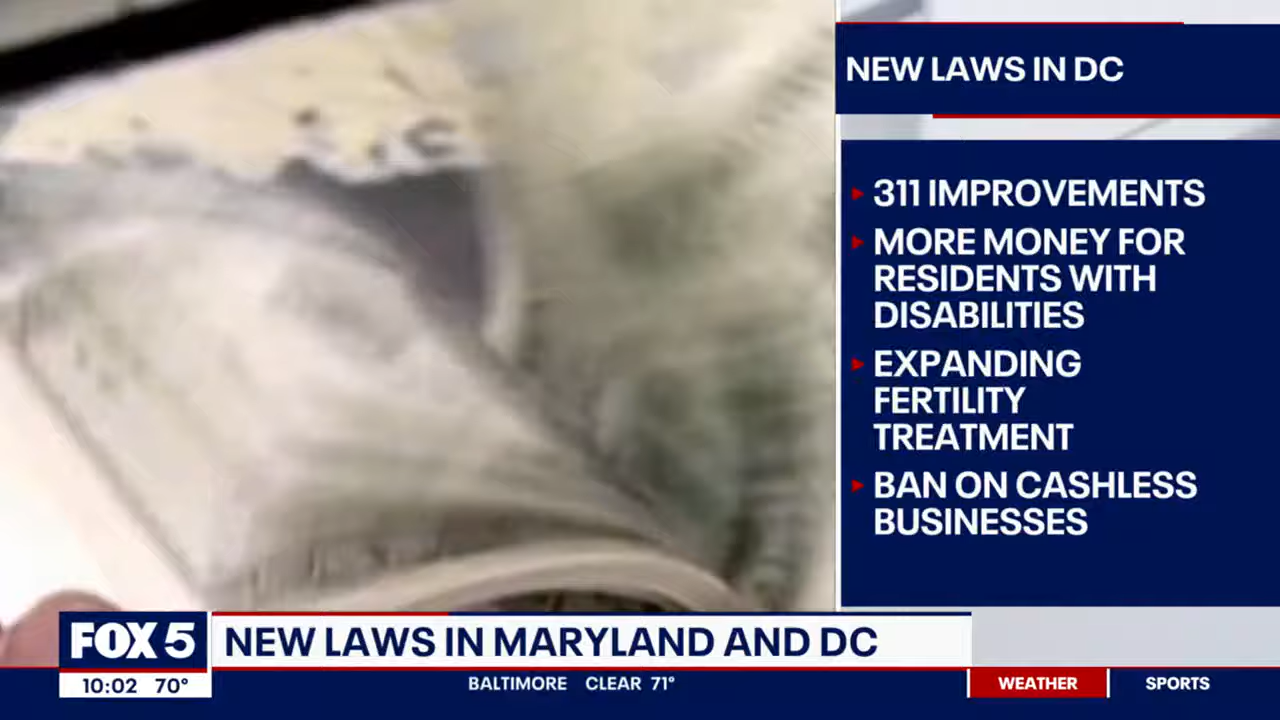 NEW LAWS IN DC
311 IMPROVEMENTS
MORE MONEY FOR
RESIDENTS WITH
DISABILITIES
EXPANDING
FERTILITY
TREATMENT
BAN ON CASHLESS
BUSINESSES
FOX 5
NEW LAWS IN MARYLAND AND DC
10:02 70°
BALTIMORE CLEAR 71°
WEATHER
SPORTS